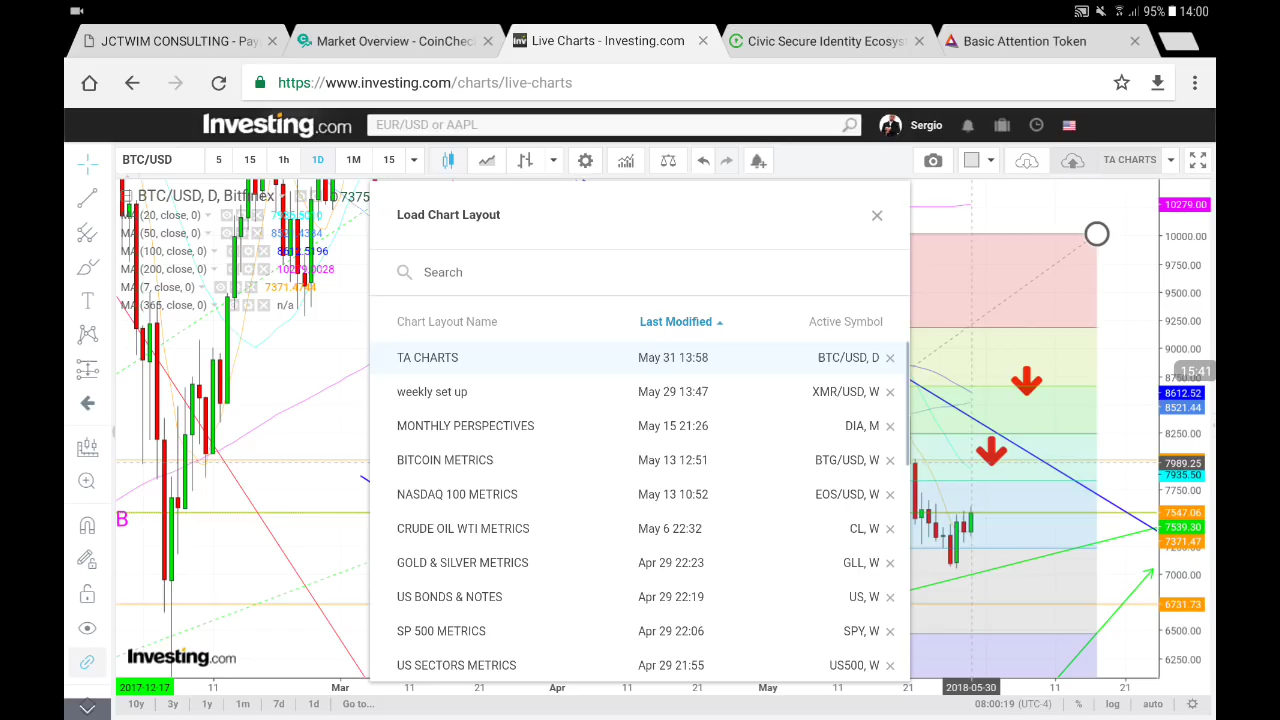 95% 14:00
JCTWIM CONSULTING - Pay
Market Overview - CoinChec
Live Charts - Investing.com
Civic Secure Identity Ecosys
Basic Attention Token
https://www.investing.com/charts/live-charts
Investing.com
EUR/USD or AAPL
Sergio
BTC/USD 5 15 1h 1D 1M 15 TA CHARTS
BTC/USD, D, Bitfinex 7375
MA (20, close, 0)
MA (50, close, 0)
MA (100, close, 0) 8612.5196
MA (200, close, 0) 10279.0028
MA (7, close, 0)
MA (365, close, 0) n/a
Load Chart Layout
Search
Chart Layout Name Last Modified Active Symbol
TA CHARTS May 31 13:58 BTC/USD, D
weekly set up May 29 13:47 XMR/USD, W
MONTHLY PERSPECTIVES May 15 21:26 DIA, M
BITCOIN METRICS May 13 12:51 BTG/USD, W
NASDAQ 100 METRICS May 13 10:52 EOS/USD, W
CRUDE OIL WTI METRICS May 6 22:32 CL, W
GOLD & SILVER METRICS Apr 29 22:23 GLL, W
US BONDS & NOTES Apr 29 22:19 US, W
SP 500 METRICS Apr 29 22:06 SPY, W
US SECTORS METRICS Apr 29 21:55 US500, W
10279.00
10000.00
9750.00
9500.00
9250.00
9000.00
15:41
8612.52
8521.44
8250.00
7989.25
7935.50
7750.00
7547.06
7539.30
7371.47
7000.00
6731.73
6500.00
6250.00
B
Investing.com
2017-12-17 11 Mar 11 21 Apr 11 21 May 11 21 2018-05-30 11 21
10y 3y 1y 1m 7d 1d Go to... 08:00:19 (UTC-4) % log auto